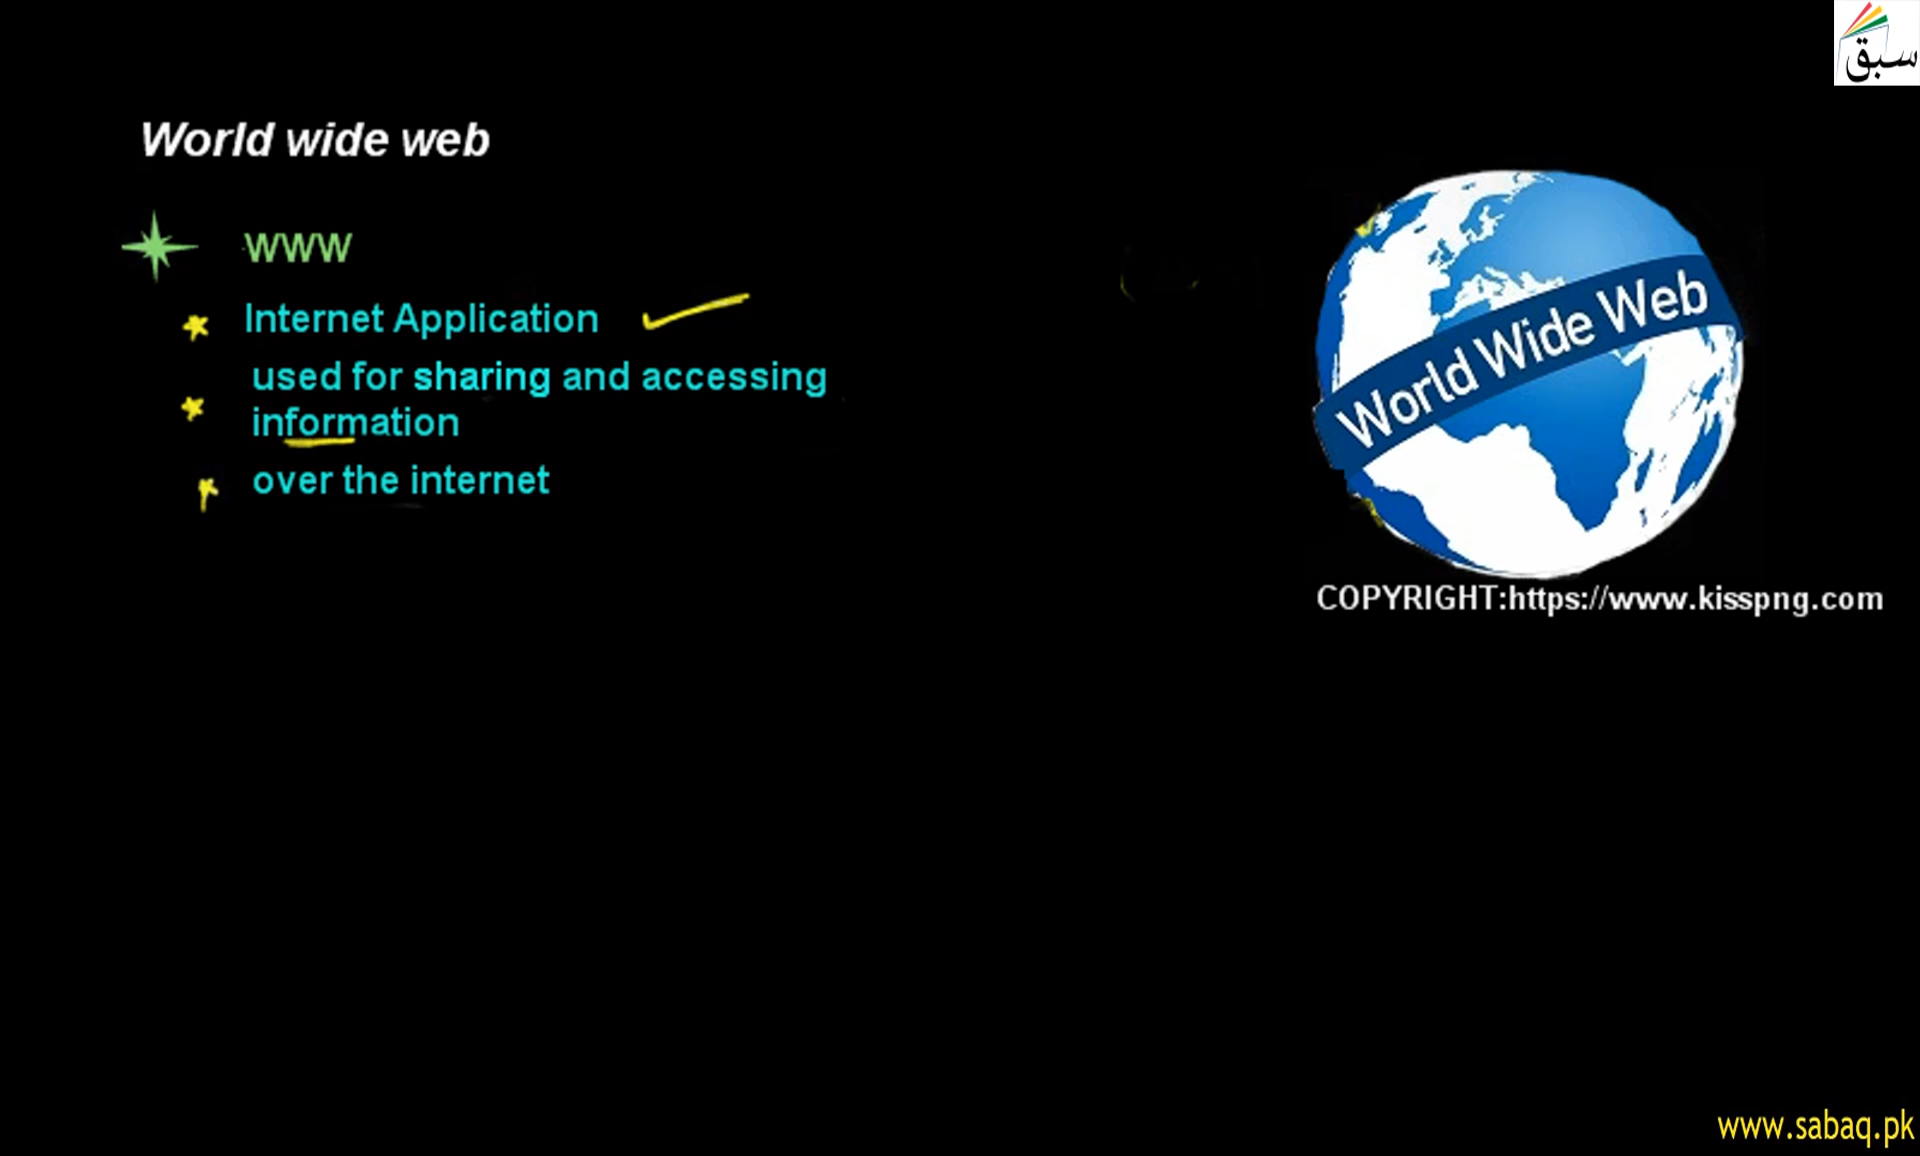 سبق
World wide web
WWW
Internet Application
used for sharing and accessing
information
over the internet
World Wide Web
COPYRIGHT:https://www.kisspng.com
www.sabaq.pk